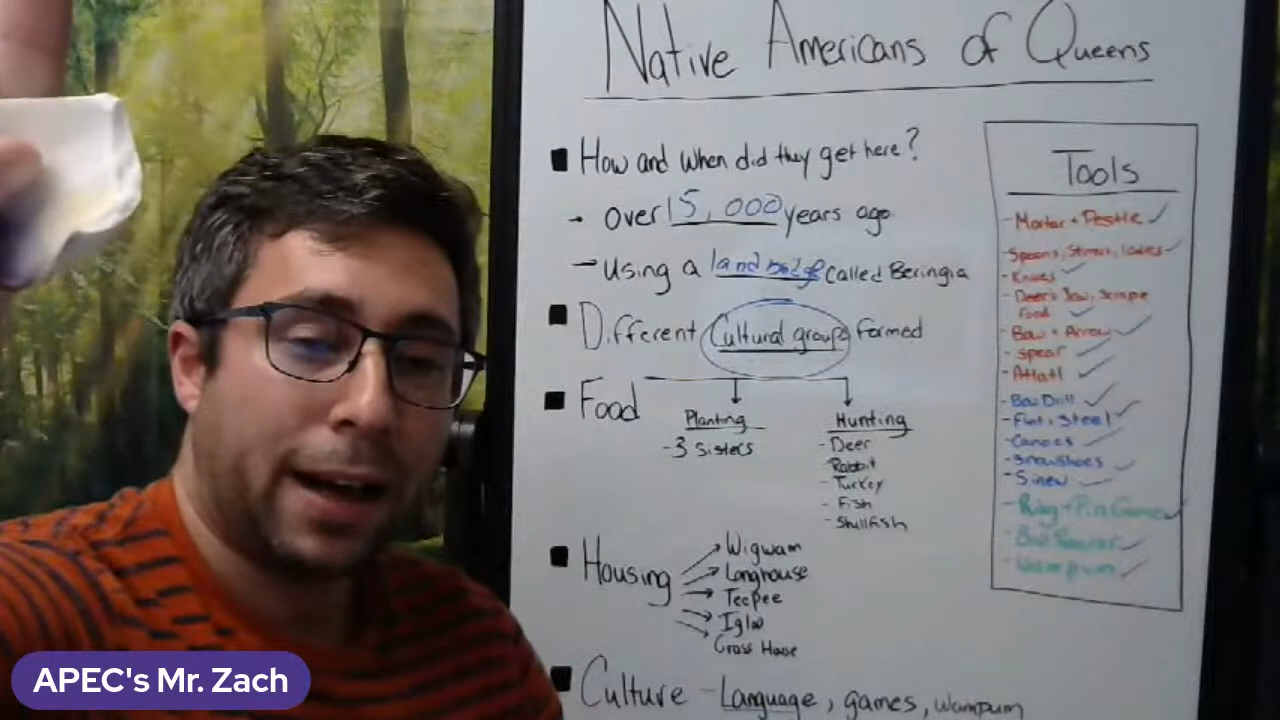 Native Americans of Queens
■ How and when did they get here?
- over 15,000 years ago
- Using a land bridge called Beringia
■ Different Cultural groups formed
■ Food
Planting
- 3 Sisters
Hunting
- Deer
- Rabbit
- Turkey
- Fish
- Shellfish
■ Housing
Wigwam
Longhouse
TeePee
Igloo
Grass House
■ Culture - Language, games, wampum
Tools
- Mortar + Pestle ✓
- Spoons, Stirrers, ladles ✓
- Knives ✓
- Deer's Jaw, Scrape
food ✓
- Bow + Arrow ✓
- Spear ✓
- Atlatl ✓
- Bow Drill ✓
- Flint + Steel ✓
- Canoes ✓
- Snowshoes ✓
- Sinew ✓
- Ring + Pin Game ✓
- Wampum ✓
APEC's Mr. Zach